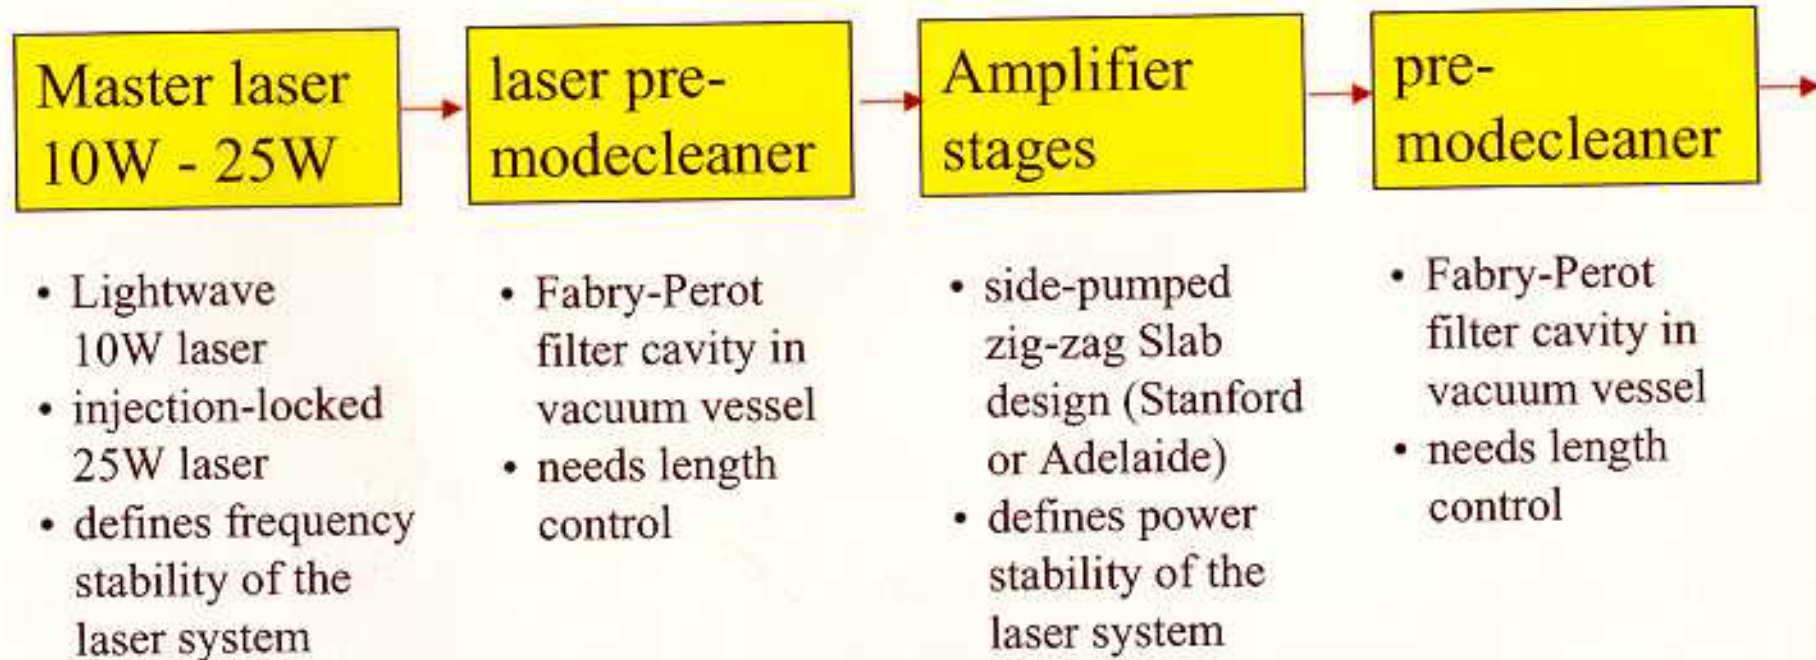 Master laser
10W - 25W
laser pre-
modecleaner
Amplifier
stages
pre-
modecleaner
• Lightwave
10W laser
• injection-locked
25W laser
• defines frequency
stability of the
laser system
• Fabry-Perot
filter cavity in
vacuum vessel
• needs length
control
• side-pumped
zig-zag Slab
design (Stanford
or Adelaide)
• defines power
stability of the
laser system
• Fabry-Perot
filter cavity in
vacuum vessel
• needs length
control